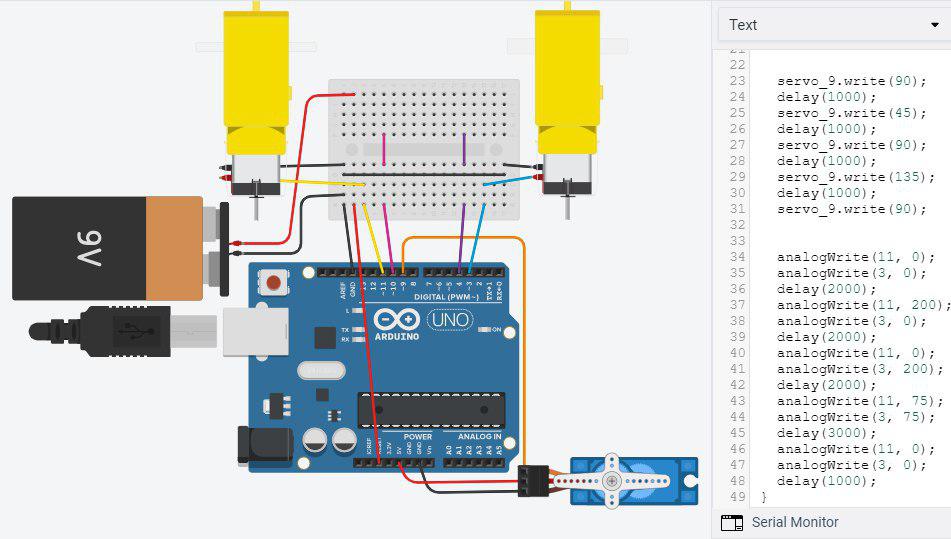 Text
22
23 servo_9.write(90);
24 delay(1000);
25 servo_9.write(45);
26 delay(1000);
27 servo_9.write(90);
28 delay(1000);
29 servo_9.write(135);
30 delay(1000);
31 servo_9.write(90);
32
33
34 analogWrite(11, 0);
35 analogWrite(3, 0);
36 delay(2000);
37 analogWrite(11, 200);
38 analogWrite(3, 0);
39 delay(2000);
40 analogWrite(11, 0);
41 analogWrite(3, 200);
42 delay(2000);
43 analogWrite(11, 75);
44 analogWrite(3, 75);
45 delay(3000);
46 analogWrite(11, 0);
47 analogWrite(3, 0);
48 delay(1000);
49 }
Serial Monitor
9V
AREF
GND
12
~11
~10
~9
8
7
~6
~5
4
~3
2
TX→1
RX←0
DIGITAL (PWM~)
L
TX
RX
UNO
ON
ARDUINO
POWER
ANALOG IN
IOREF
3.3V
5V
GND
GND
Vin
A0
A1
A2
A3
A4
A5